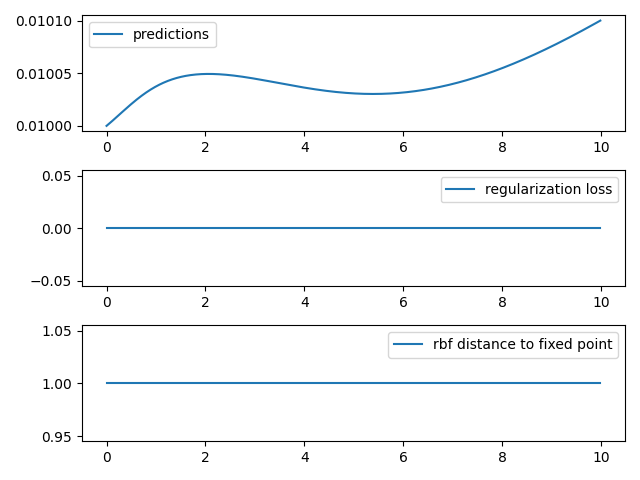 0.01010
predictions
0.01005
0.01000
0 2 4 6 8 10
0.05
regularization loss
0.00
−0.05
0 2 4 6 8 10
1.05
rbf distance to fixed point
1.00
0.95
0 2 4 6 8 10